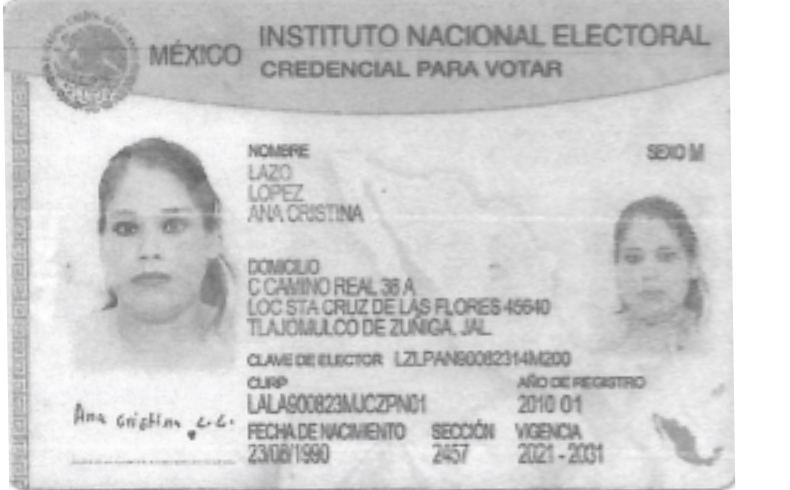 MÉXICO
INSTITUTO NACIONAL ELECTORAL
CREDENCIAL PARA VOTAR
NOMBRE
SEXO M
LAZO
LOPEZ
ANA CRISTINA
DOMICILIO
C CAMINO REAL 36 A
LOC STA CRUZ DE LAS FLORES 45640
TLAJOMULCO DE ZUÑIGA, JAL.
CLAVE DE ELECTOR LZLPAN90082314M200
CURP
AÑO DE REGISTRO
LALA900823MJCZPN01
2010 01
FECHA DE NACIMIENTO
SECCIÓN
VIGENCIA
23/08/1990
2457
2021 - 2031
Ana Cristina L.L.